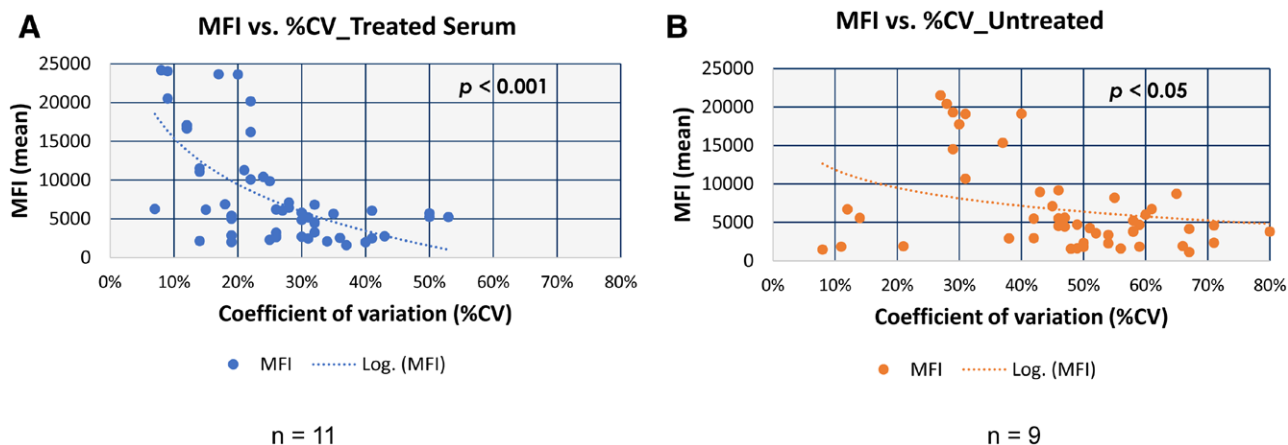 A
MFI vs. %CV_Treated Serum
25000
20000
15000
10000
5000
0
MFI (mean)
p < 0.001
0% 10% 20% 30% 40% 50% 60% 70% 80%
Coefficient of variation (%CV)
MFI Log. (MFI)
n = 11
B
MFI vs. %CV_Untreated
25000
20000
15000
10000
5000
0
MFI (mean)
p < 0.05
0% 10% 20% 30% 40% 50% 60% 70% 80%
Coefficient of variation (%CV)
MFI Log. (MFI)
n = 9